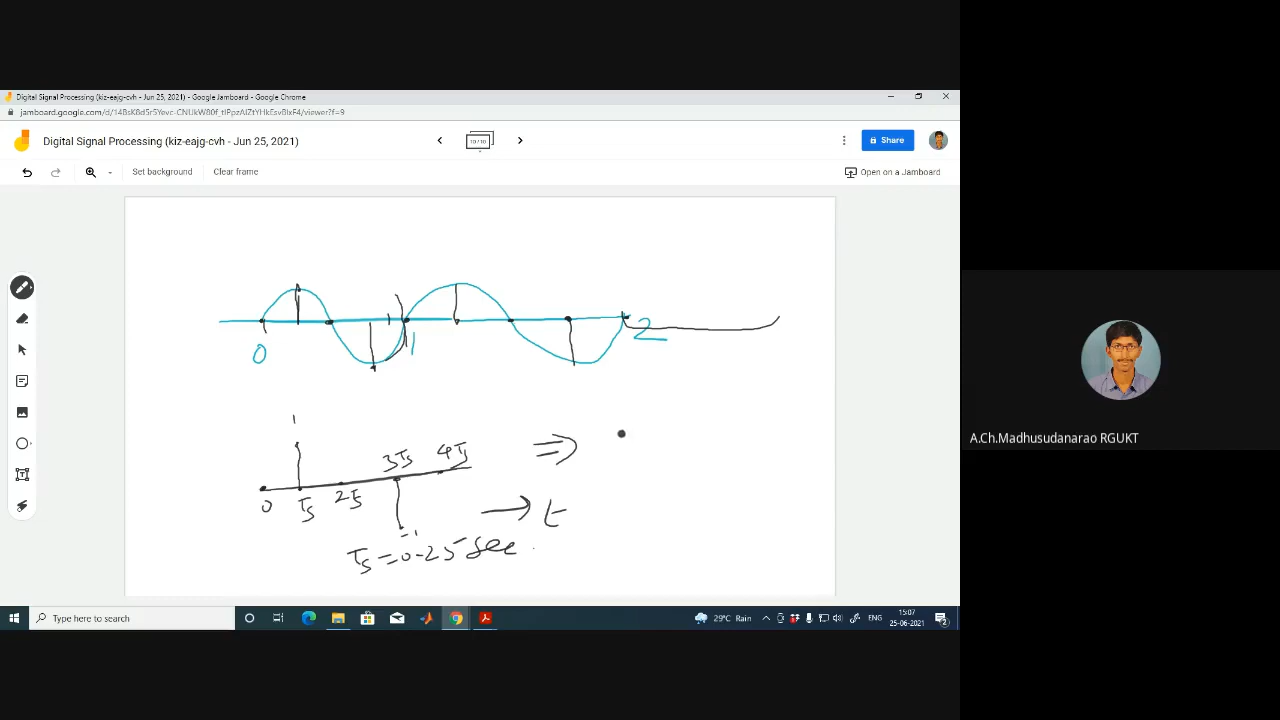 Digital Signal Processing (kiz-eajg-cvh - Jun 25, 2021) - Google Jamboard - Google Chrome
Digital Signal Processing (kiz-eajg-cvh - Jun 25, 2021)
10 / 10
Share
Set background
Clear frame
Open on a Jamboard
0
1
2
1
3Ts 4Ts
⇒
0 Ts 2Ts
→ t
-1
Ts = 0.25 sec
A.Ch.Madhusudanarao RGUKT
Type here to search
29°C Rain
ENG
15:07
25-06-2021
2